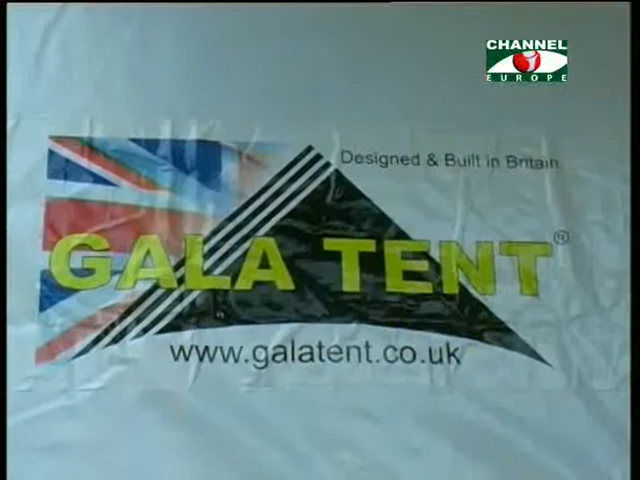 CHANNEL i
EUROPE
Designed & Built in Britain
GALA TENT®
www.galatent.co.uk